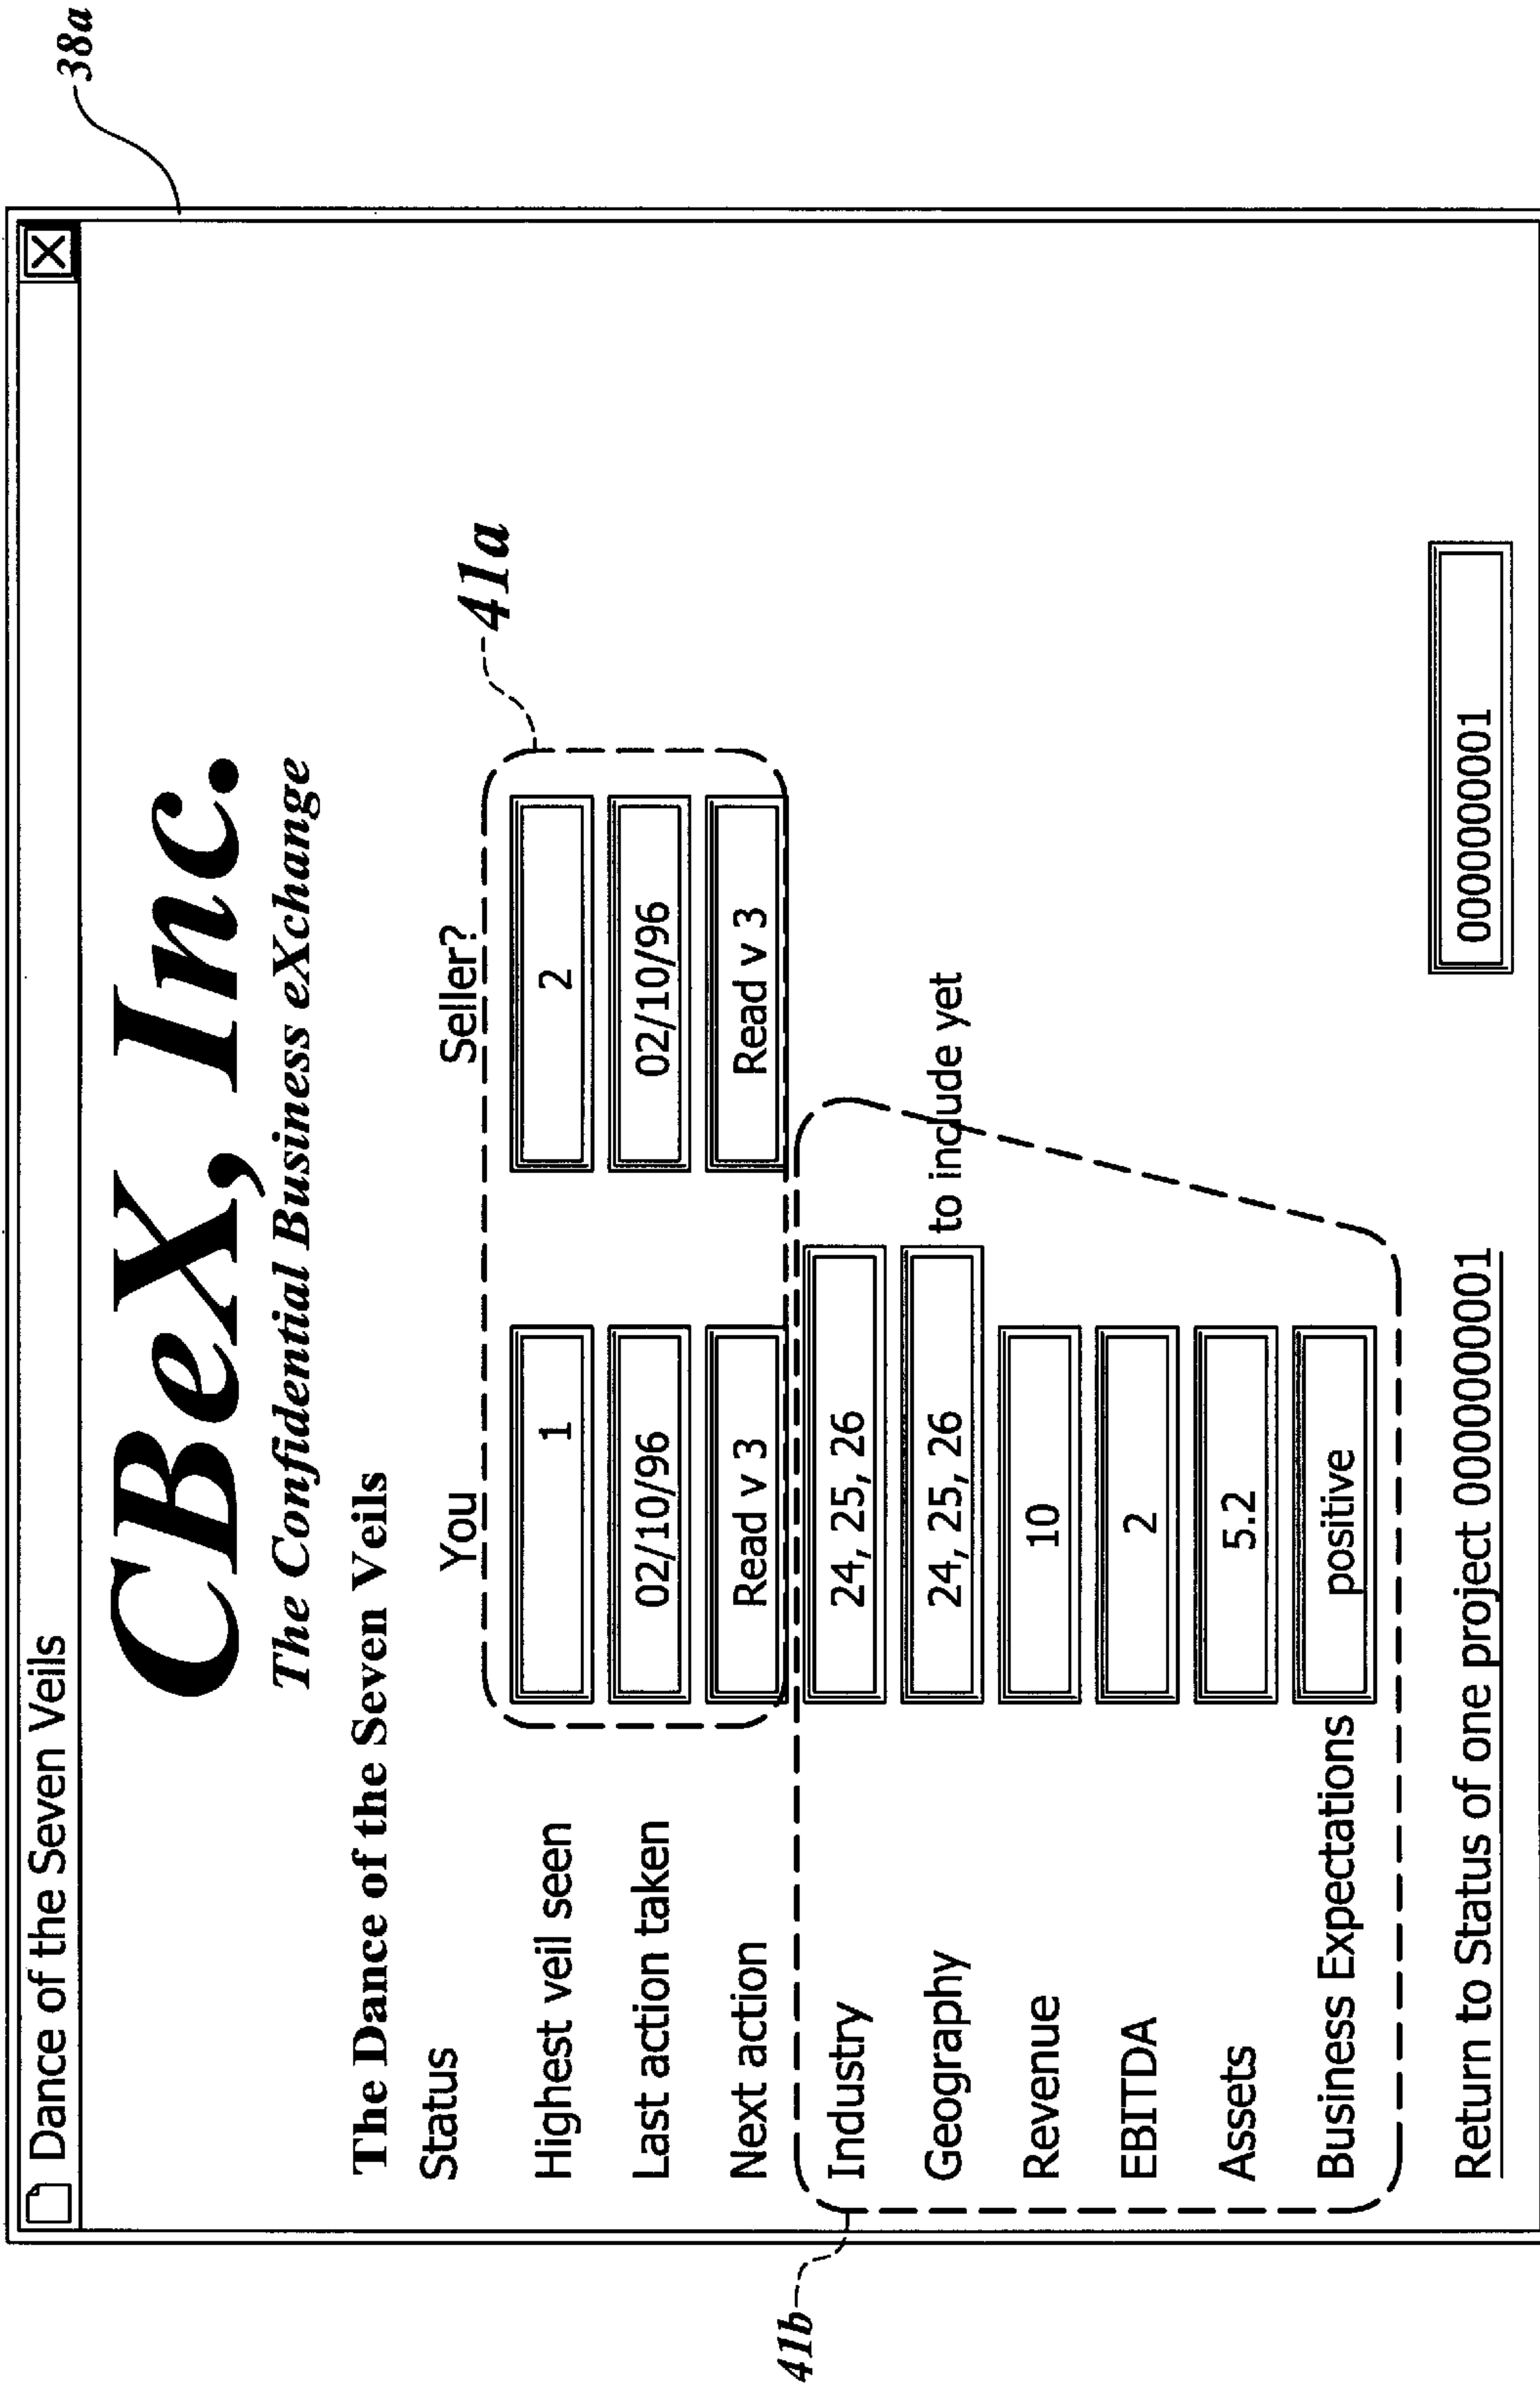 38a
Dance of the Seven Veils
CBeX, Inc.
The Confidential Business eXchange
The Dance of the Seven Veils
Status You Seller?
41a
Highest veil seen 1 2
Last action taken 02/10/96 02/10/96
Next action Read v 3 Read v 3
41b
Industry 24, 25, 26
Geography 24, 25, 26 to include yet
Revenue 10
EBITDA 2
Assets 5.2
Business Expectations positive
Return to Status of one project 0000000001 0000000001